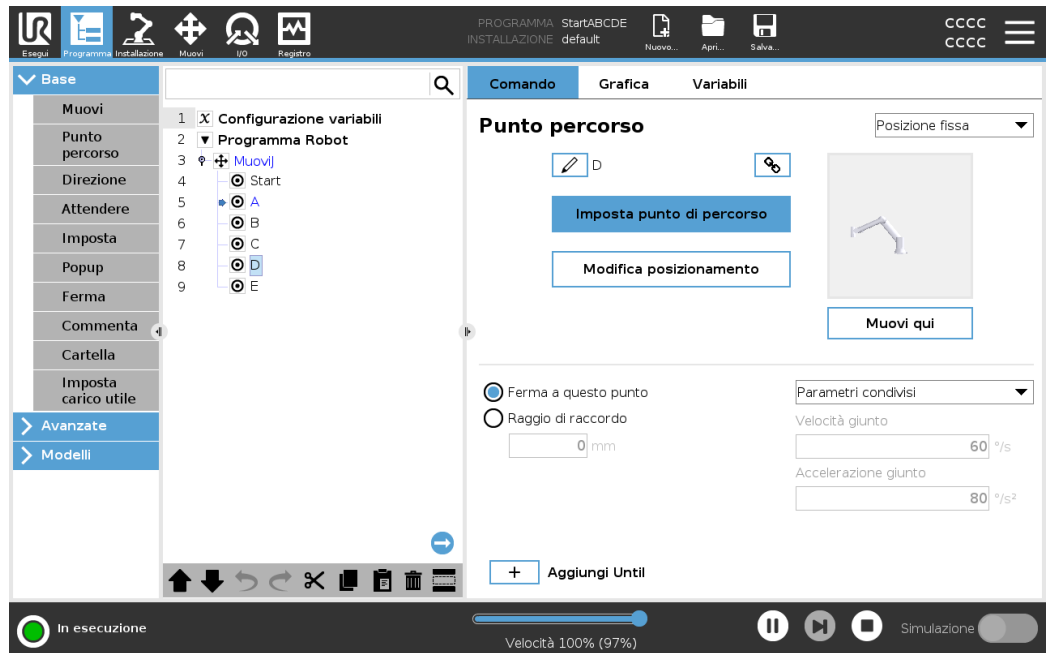 PROGRAMMA StartABCDE
INSTALLAZIONE default
CCCC
CCCC
Esegui
Programma
Installazione
Muovi
I/O
Registro
Nuovo...
Apri...
Salva...
Base
Muovi
Punto
percorso
Direzione
Attendere
Imposta
Popup
Ferma
Commenta
Cartella
Imposta
carico utile
Avanzate
Modelli
1 X Configurazione variabili
2 Programma Robot
3 MuoviJ
4 Start
5 A
6 B
7 C
8 D
9 E
Comando
Grafica
Variabili
Punto percorso
Posizione fissa
D
Imposta punto di percorso
Modifica posizionamento
Muovi qui
Ferma a questo punto
Raggio di raccordo
0 mm
Parametri condivisi
Velocità giunto
60 °/s
Accelerazione giunto
80 °/s²
+ Aggiungi Until
In esecuzione
Velocità 100% (97%)
Simulazione